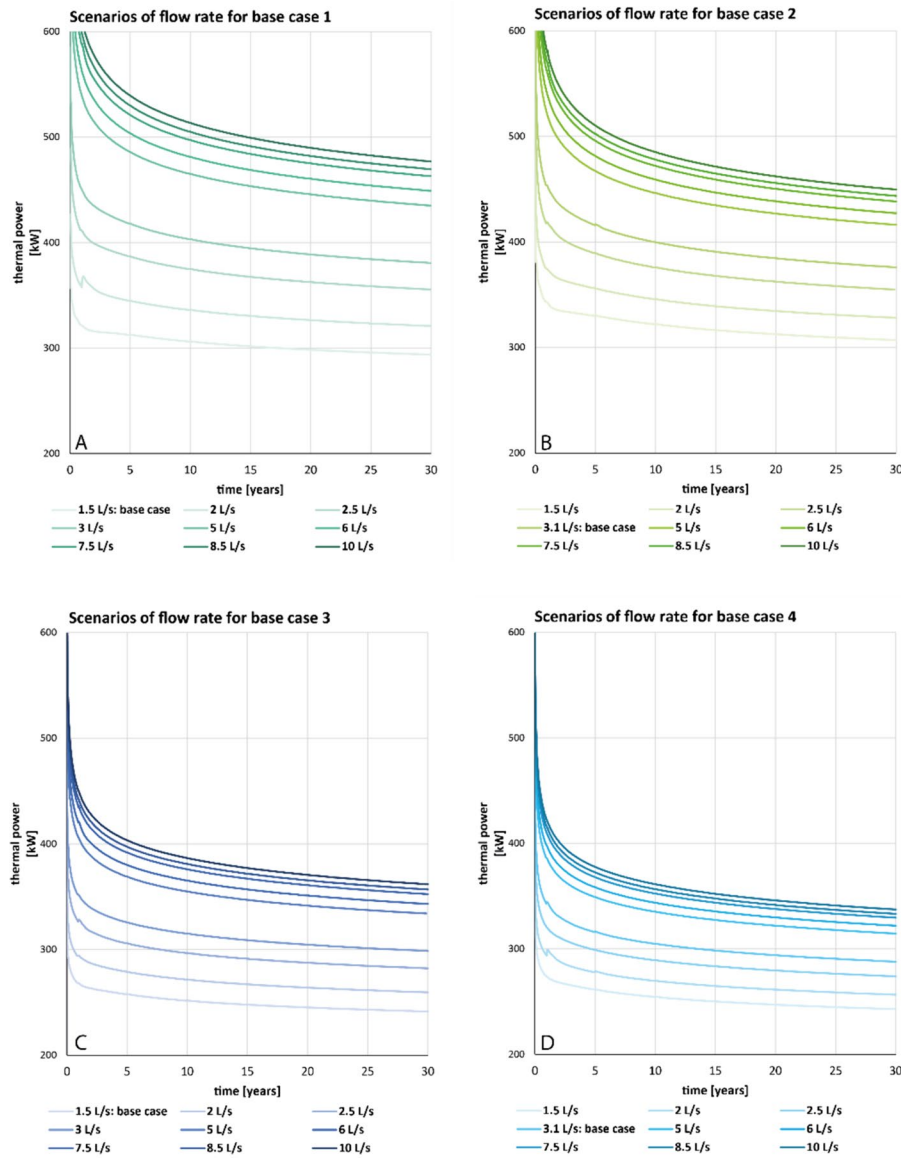 Scenarios of flow rate for base case 1
600
500
400
300
200
thermal power
[kW]
A
0 5 10 15 20 25 30
time [years]
1.5 L/s: base case 2 L/s 2.5 L/s
3 L/s 5 L/s 6 L/s
7.5 L/s 8.5 L/s 10 L/s
Scenarios of flow rate for base case 2
600
500
400
300
200
thermal power
[kW]
B
0 5 10 15 20 25 30
time [years]
1.5 L/s 2 L/s 2.5 L/s
3.1 L/s: base case 5 L/s 6 L/s
7.5 L/s 8.5 L/s 10 L/s
Scenarios of flow rate for base case 3
600
500
400
300
200
thermal power
[kW]
C
0 5 10 15 20 25 30
time [years]
1.5 L/s: base case 2 L/s 2.5 L/s
3 L/s 5 L/s 6 L/s
7.5 L/s 8.5 L/s 10 L/s
Scenarios of flow rate for base case 4
600
500
400
300
200
thermal power
[kW]
D
0 5 10 15 20 25 30
time [years]
1.5 L/s 2 L/s 2.5 L/s
3.1 L/s: base case 5 L/s 6 L/s
7.5 L/s 8.5 L/s 10 L/s